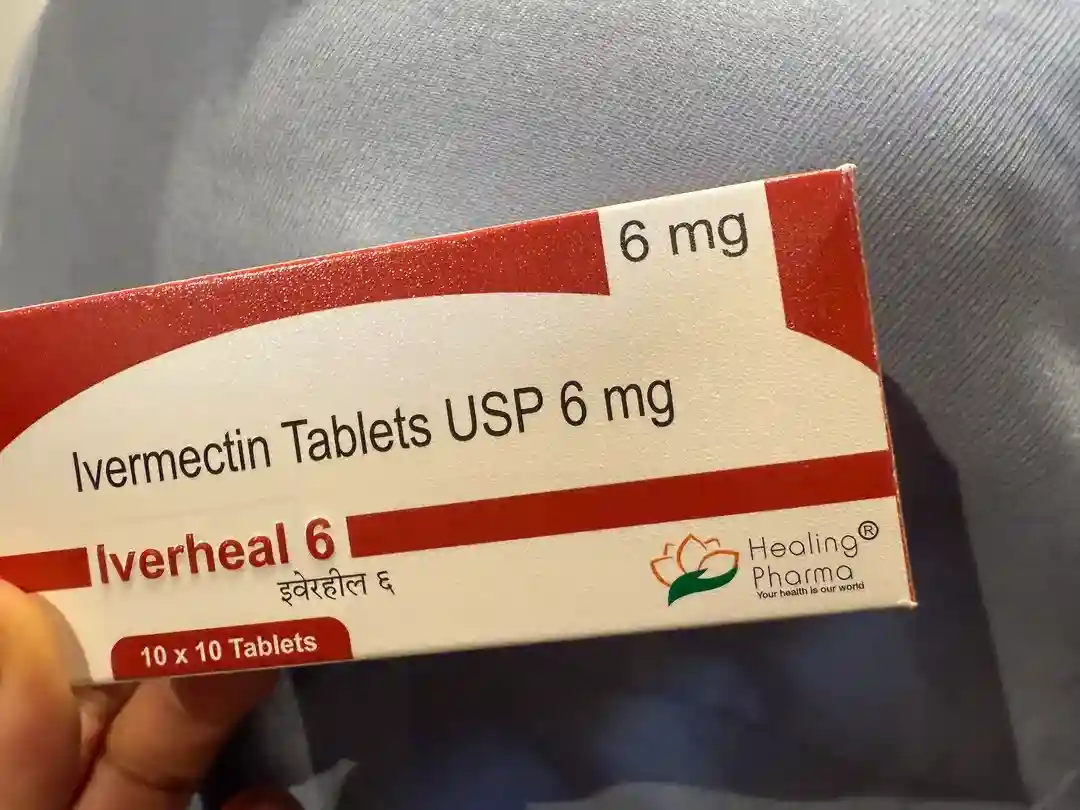 6 mg
Ivermectin Tablets USP 6 mg
Iverheal 6
इवेरहील ६
10 x 10 Tablets
Healing®
Pharma
Your health is our world